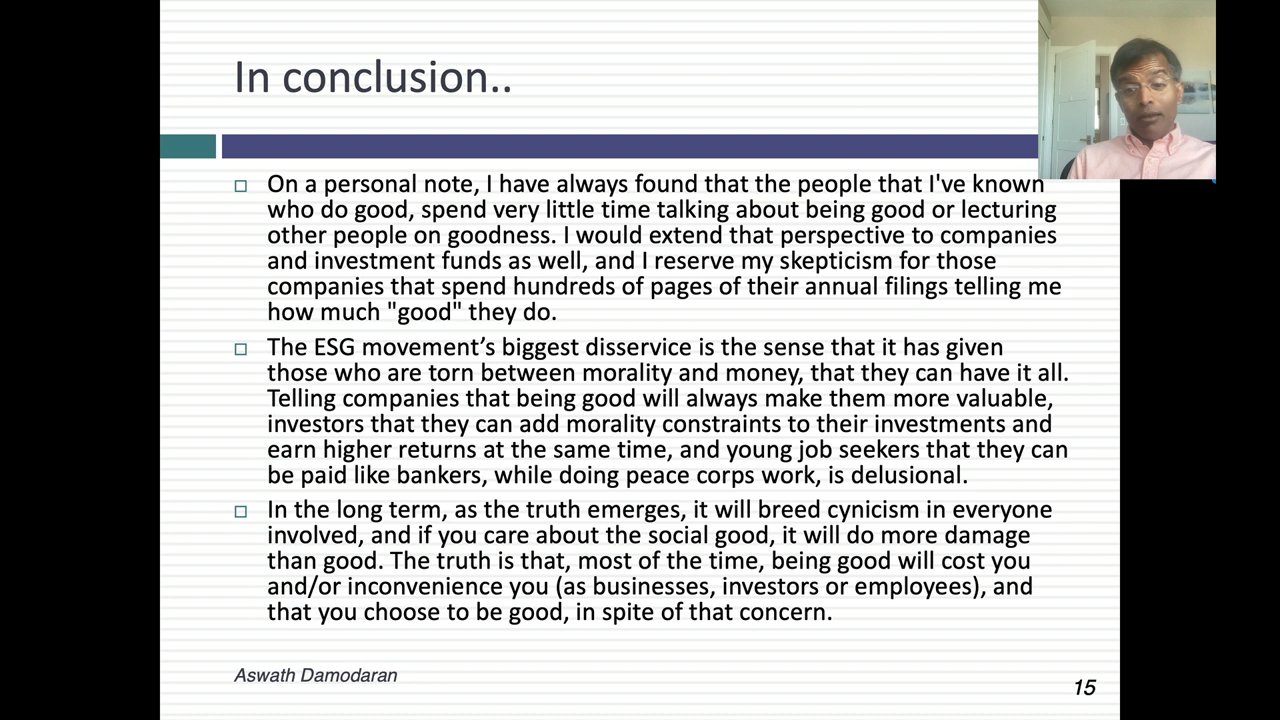 In conclusion..
□ On a personal note, I have always found that the people that I've known
who do good, spend very little time talking about being good or lecturing
other people on goodness. I would extend that perspective to companies
and investment funds as well, and I reserve my skepticism for those
companies that spend hundreds of pages of their annual filings telling me
how much "good" they do.
□ The ESG movement’s biggest disservice is the sense that it has given
those who are torn between morality and money, that they can have it all.
Telling companies that being good will always make them more valuable,
investors that they can add morality constraints to their investments and
earn higher returns at the same time, and young job seekers that they can
be paid like bankers, while doing peace corps work, is delusional.
□ In the long term, as the truth emerges, it will breed cynicism in everyone
involved, and if you care about the social good, it will do more damage
than good. The truth is that, most of the time, being good will cost you
and/or inconvenience you (as businesses, investors or employees), and
that you choose to be good, in spite of that concern.
Aswath Damodaran
15